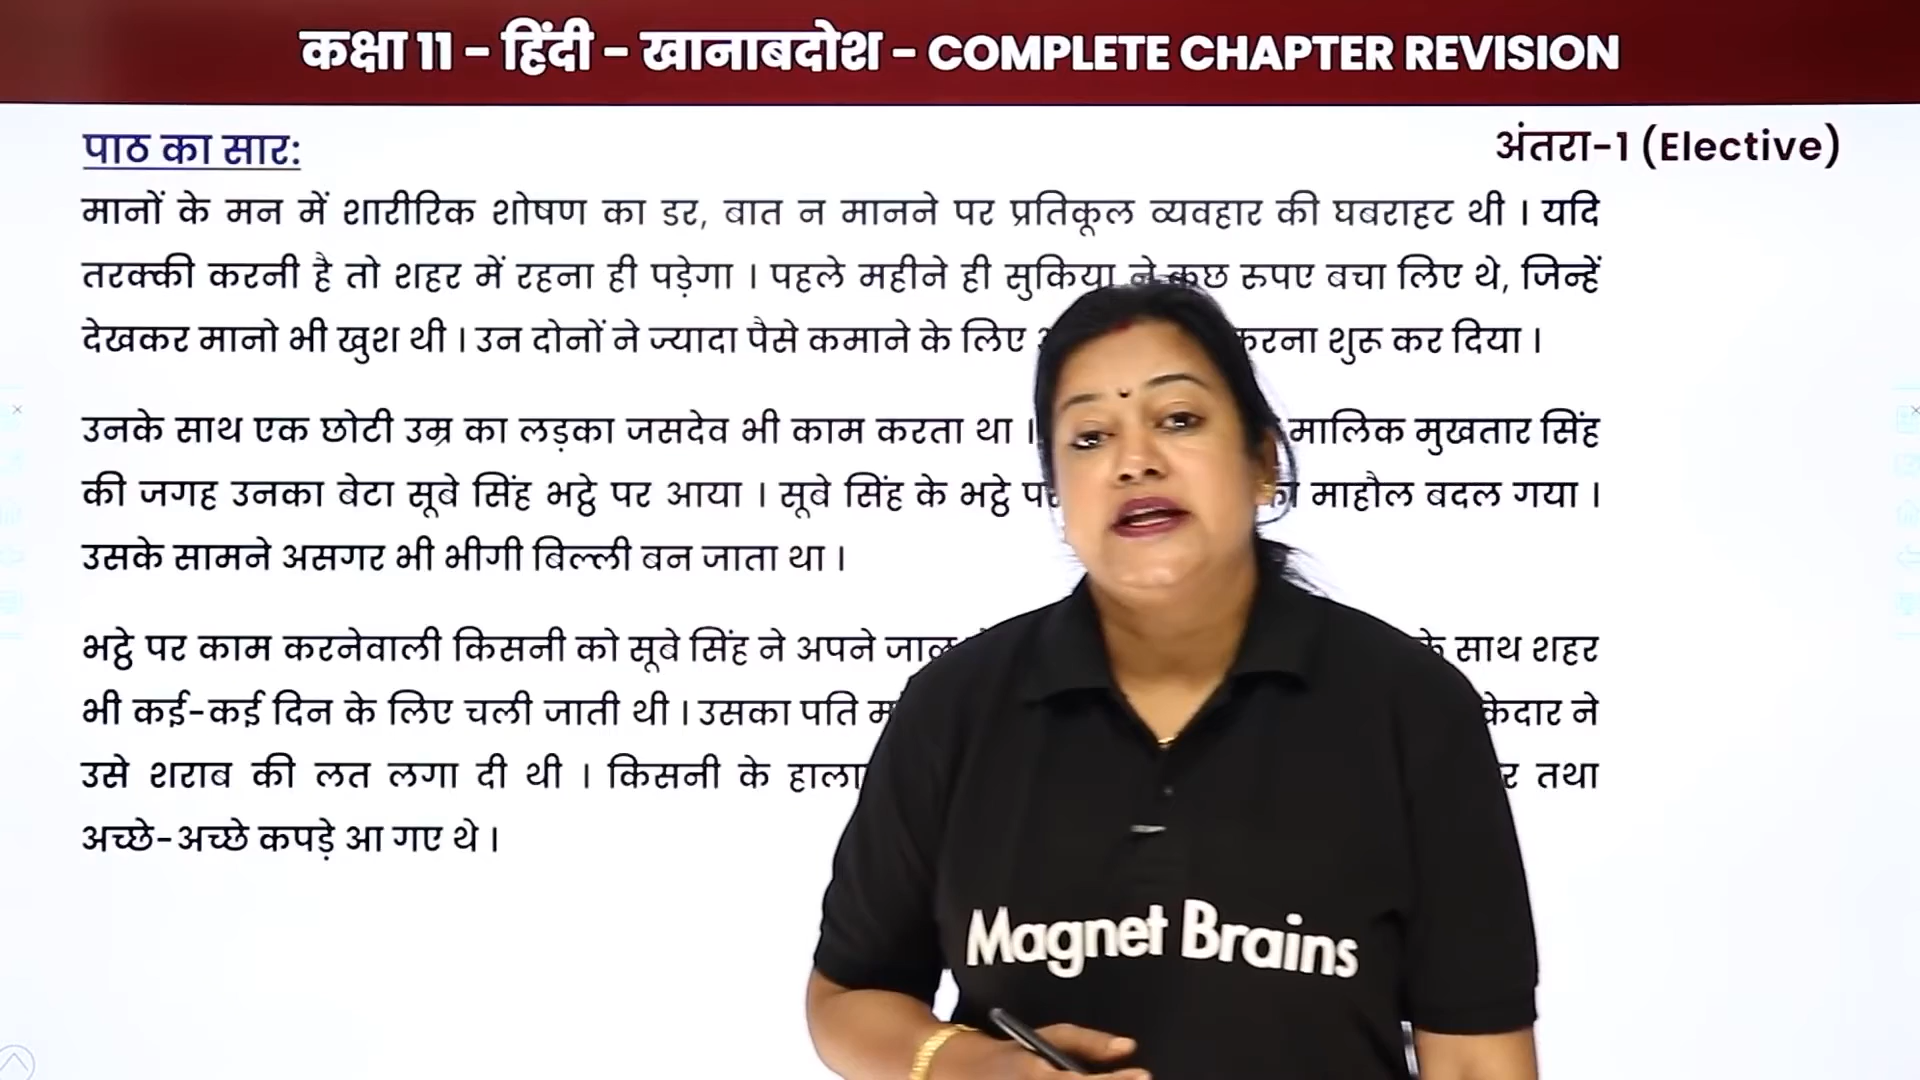 कक्षा 11 – हिंदी – खानाबदोश – COMPLETE CHAPTER REVISION
पाठ का सार:
अंतरा-1 (Elective)
मानों के मन में शारीरिक शोषण का डर, बात न मानने पर प्रतिकूल व्यवहार की घबराहट थी । यदि
तरक्की करनी है तो शहर में रहना ही पड़ेगा । पहले महीने ही सुकिया ने कुछ रुपए बचा लिए थे, जिन्हें
देखकर मानो भी खुश थी । उन दोनों ने ज्यादा पैसे कमाने के लिए करना शुरू कर दिया ।
उनके साथ एक छोटी उम्र का लड़का जसदेव भी काम करता था । मालिक मुखतार सिंह
की जगह उनका बेटा सूबे सिंह भट्ठे पर आया । सूबे सिंह के भट्ठे माहौल बदल गया ।
उसके सामने असगर भी भीगी बिल्ली बन जाता था ।
भट्ठे पर काम करनेवाली किसनी को सूबे सिंह ने अपने साथ शहर
भी कई-कई दिन के लिए चली जाती थी । उसका पति ने
उसे शराब की लत लगा दी थी । किसनी के तथा
अच्छे-अच्छे कपड़े आ गए थे ।
Magnet Brains